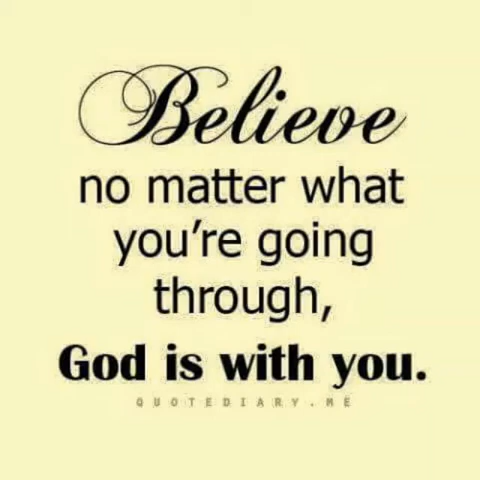 Believe
no matter what
you're going
through,
God is with you.
QUOTEDIARY.ME